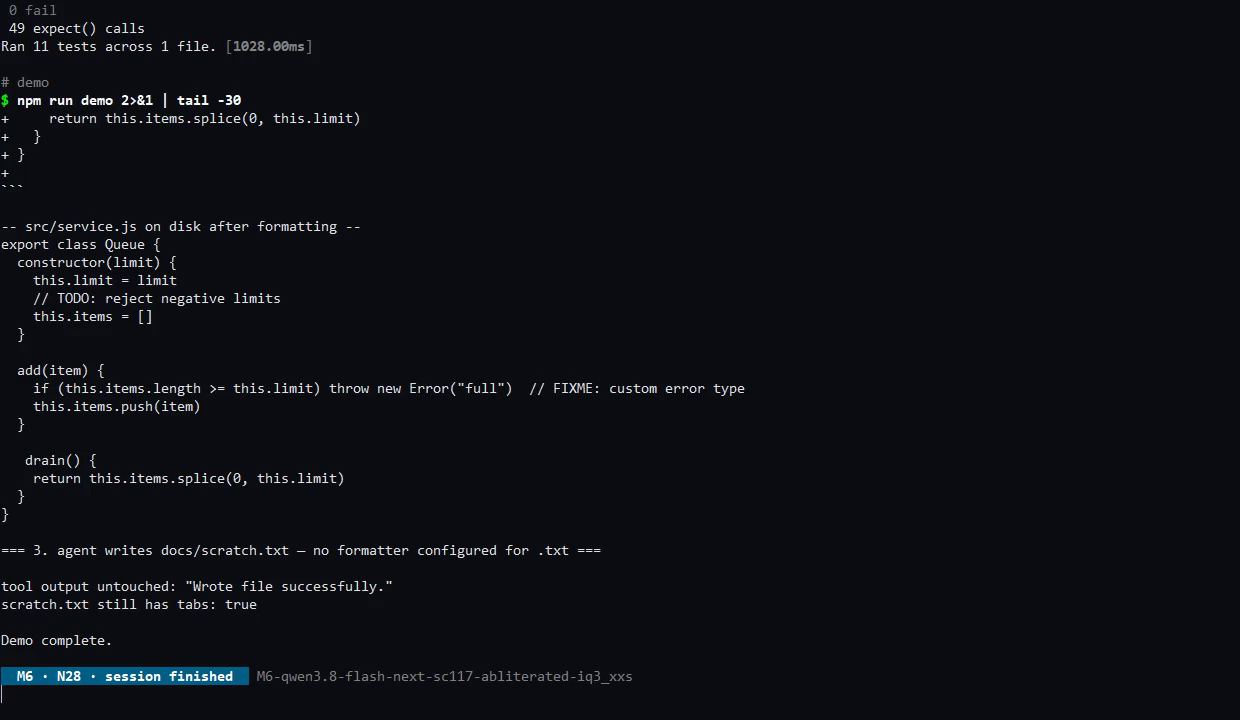 0 fail
49 expect() calls
Ran 11 tests across 1 file. [1028.00ms]
# demo
$ npm run demo 2>&1 | tail -30
+     return this.items.splice(0, this.limit)
+   }
+ }
+
```
-- src/service.js on disk after formatting --
export class Queue {
  constructor(limit) {
    this.limit = limit
    // TODO: reject negative limits
    this.items = []
  }
  add(item) {
    if (this.items.length >= this.limit) throw new Error("full")  // FIXME: custom error type
    this.items.push(item)
  }
   drain() {
    return this.items.splice(0, this.limit)
  }
}
=== 3. agent writes docs/scratch.txt — no formatter configured for .txt ===
tool output untouched: "Wrote file successfully."
scratch.txt still has tabs: true
Demo complete.
M6 · N28 · session finished M6-qwen3.8-flash-next-sc117-abliterated-iq3_xxs